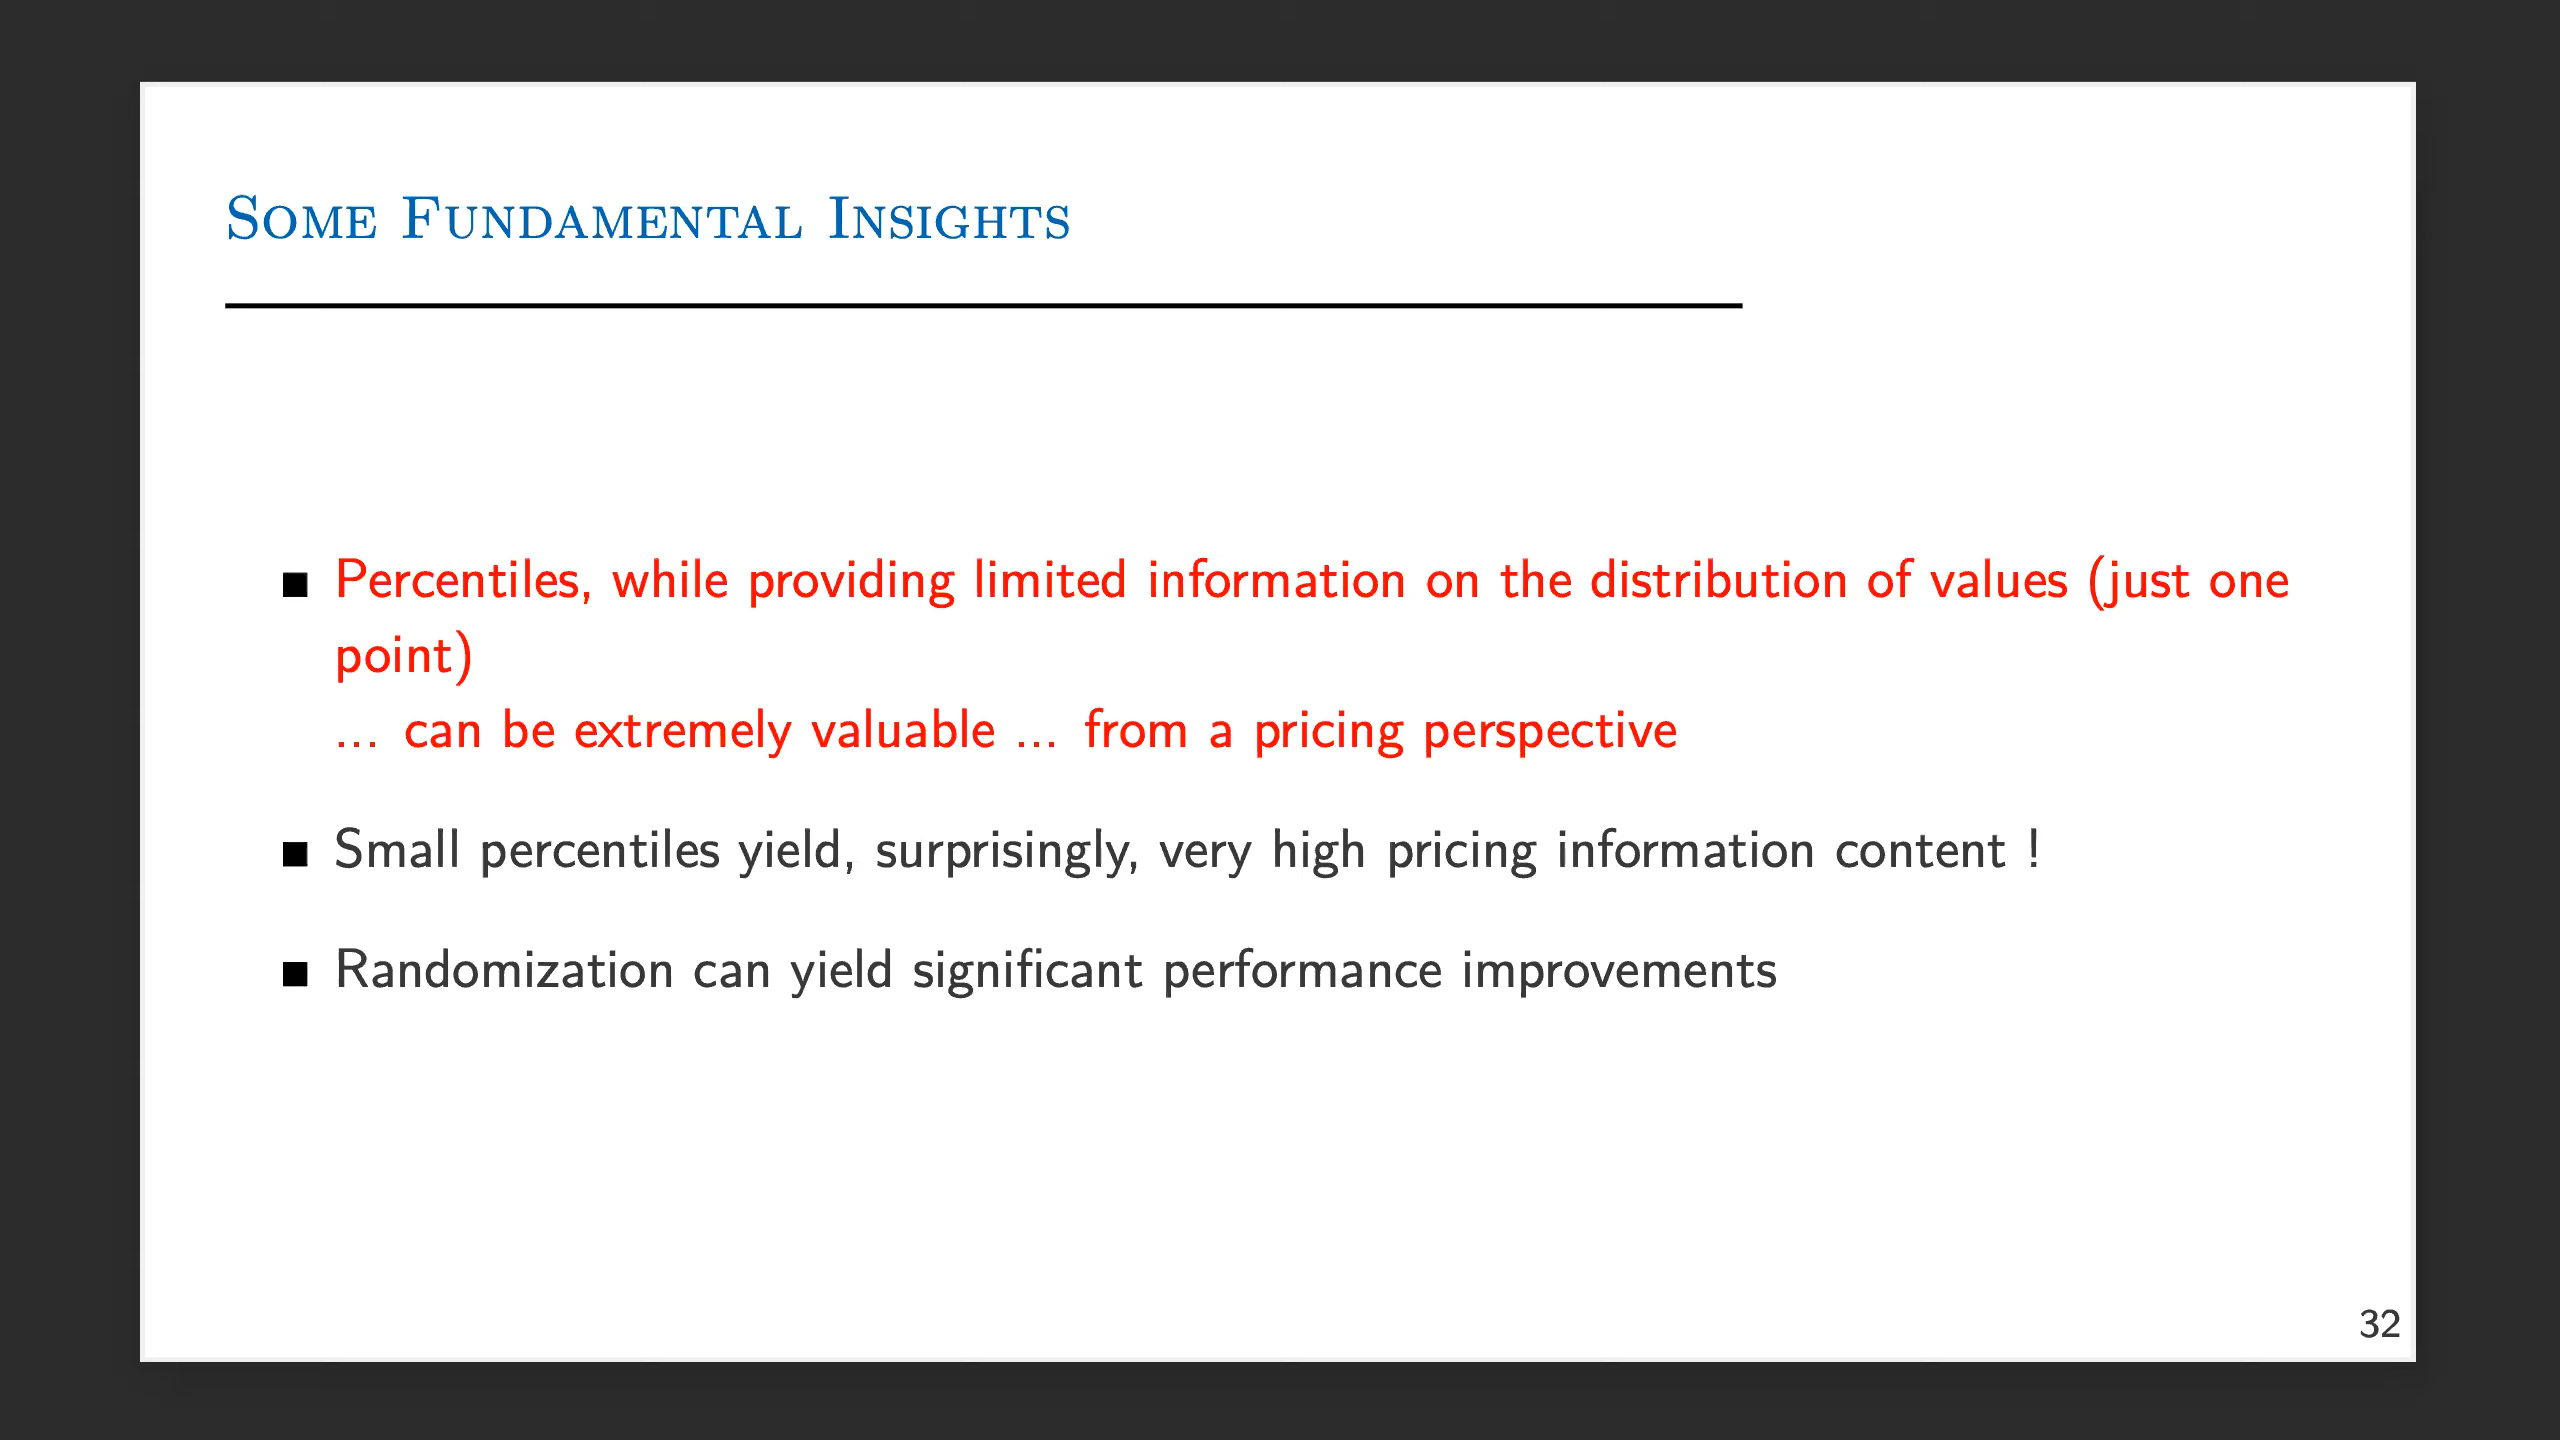 Some Fundamental Insights
■ Percentiles, while providing limited information on the distribution of values (just one
point)
... can be extremely valuable ... from a pricing perspective
■ Small percentiles yield, surprisingly, very high pricing information content !
■ Randomization can yield significant performance improvements
32